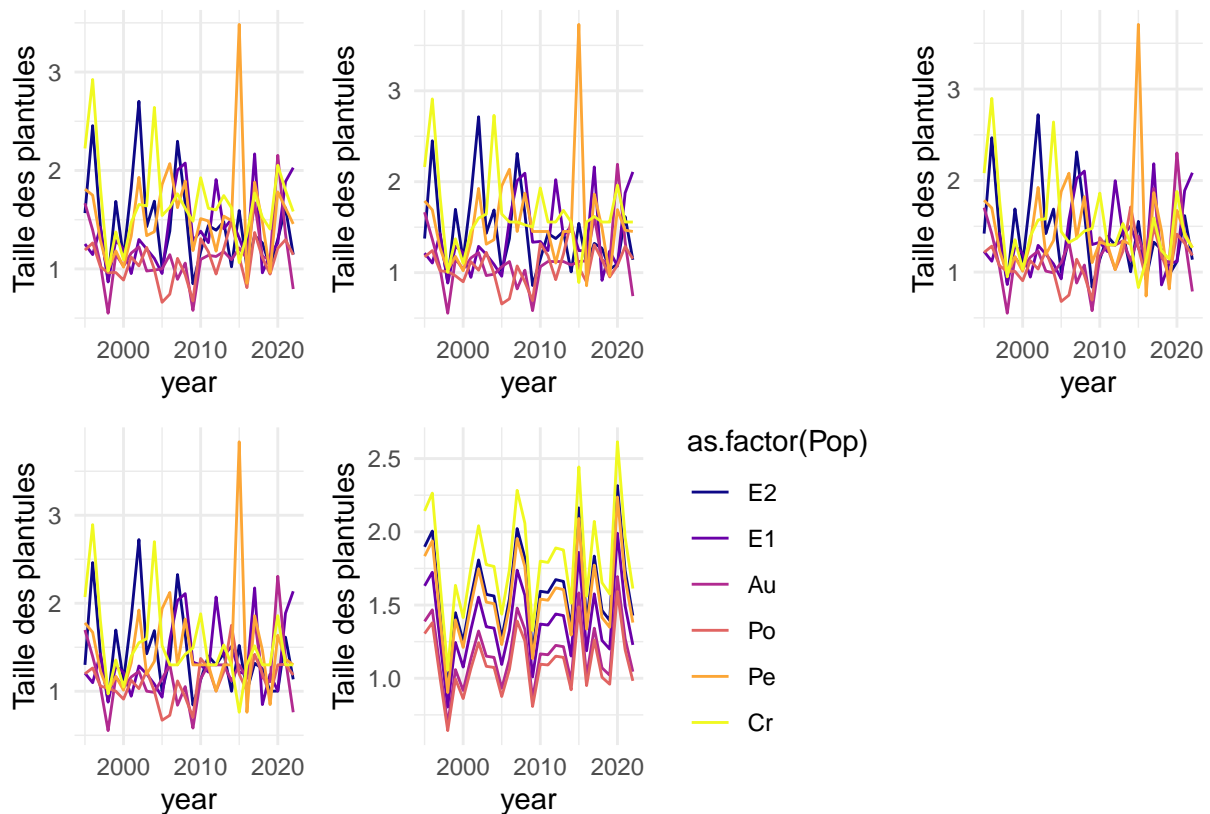 Taille des plantules
3
2
1
2000 2010 2020
year
Taille des plantules
3
2
1
2000 2010 2020
year
Taille des plantules
3
2
1
2000 2010 2020
year
Taille des plantules
3
2
1
2000 2010 2020
year
Taille des plantules
2.5
2.0
1.5
1.0
2000 2010 2020
year
as.factor(Pop)
E2
E1
Au
Po
Pe
Cr